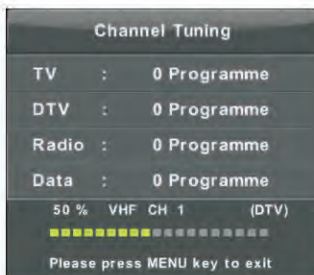 Channel Tuning
TV : 0 Programme
DTV : 0 Programme
Radio : 0 Programme
Data : 0 Programme
50 % VHF CH 1 (DTV)
Please press MENU key to exit